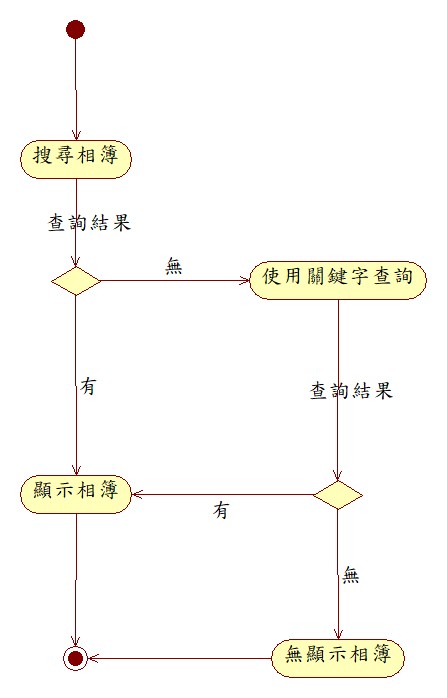 搜尋相簿
查詢結果
無
使用關鍵字查詢
有
查詢結果
顯示相簿
有
無
無顯示相簿